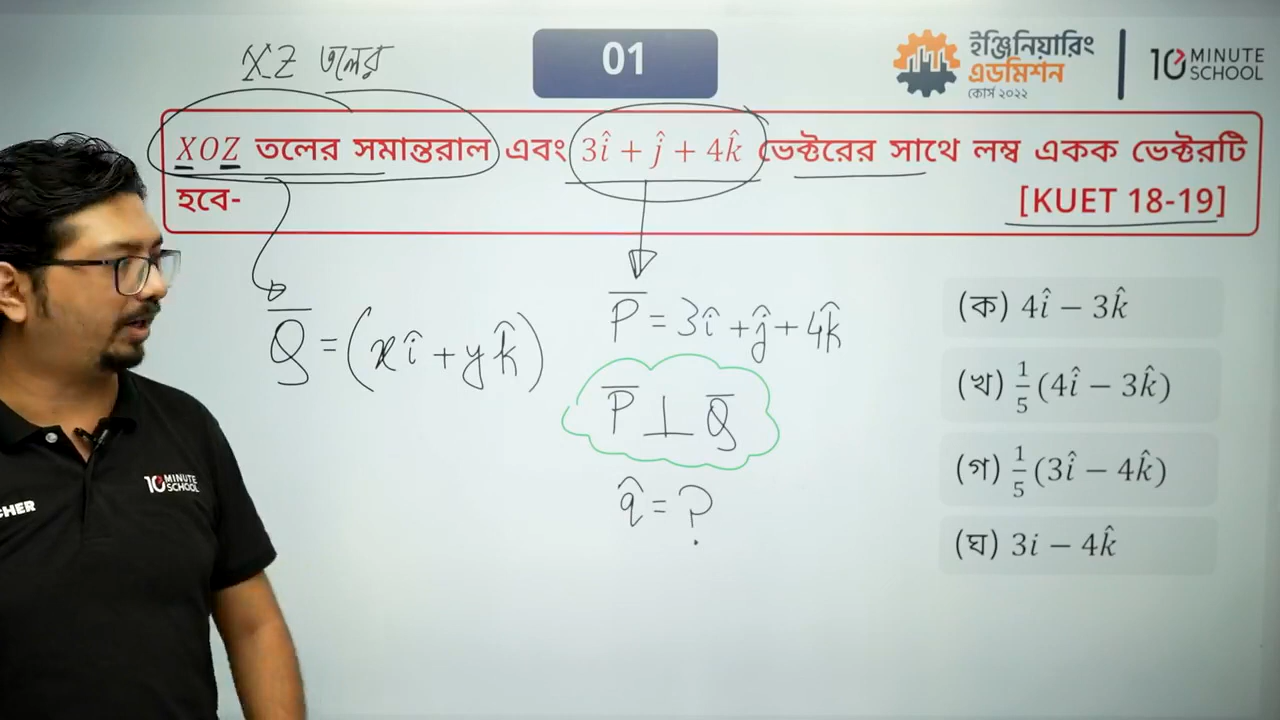 XZ তলের
01
ইঞ্জিনিয়ারিং
এডমিশন
কোর্স ২০২২
10 MINUTE SCHOOL
XOZ তলের সমান্তরাল এবং 3î + ĵ + 4k̂ ভেক্টরের সাথে লম্ব একক ভেক্টরটি
হবে-
[KUET 18-19]
Q̅ = (xî + yk̂)
P̅ = 3î + ĵ + 4k̂
P̅ ⊥ Q̅
q̂ = ?
(ক) 4î − 3k̂
(খ) 1/5 (4î − 3k̂)
(গ) 1/5 (3î − 4k̂)
(ঘ) 3i − 4k̂
10 MINUTE SCHOOL
CHER